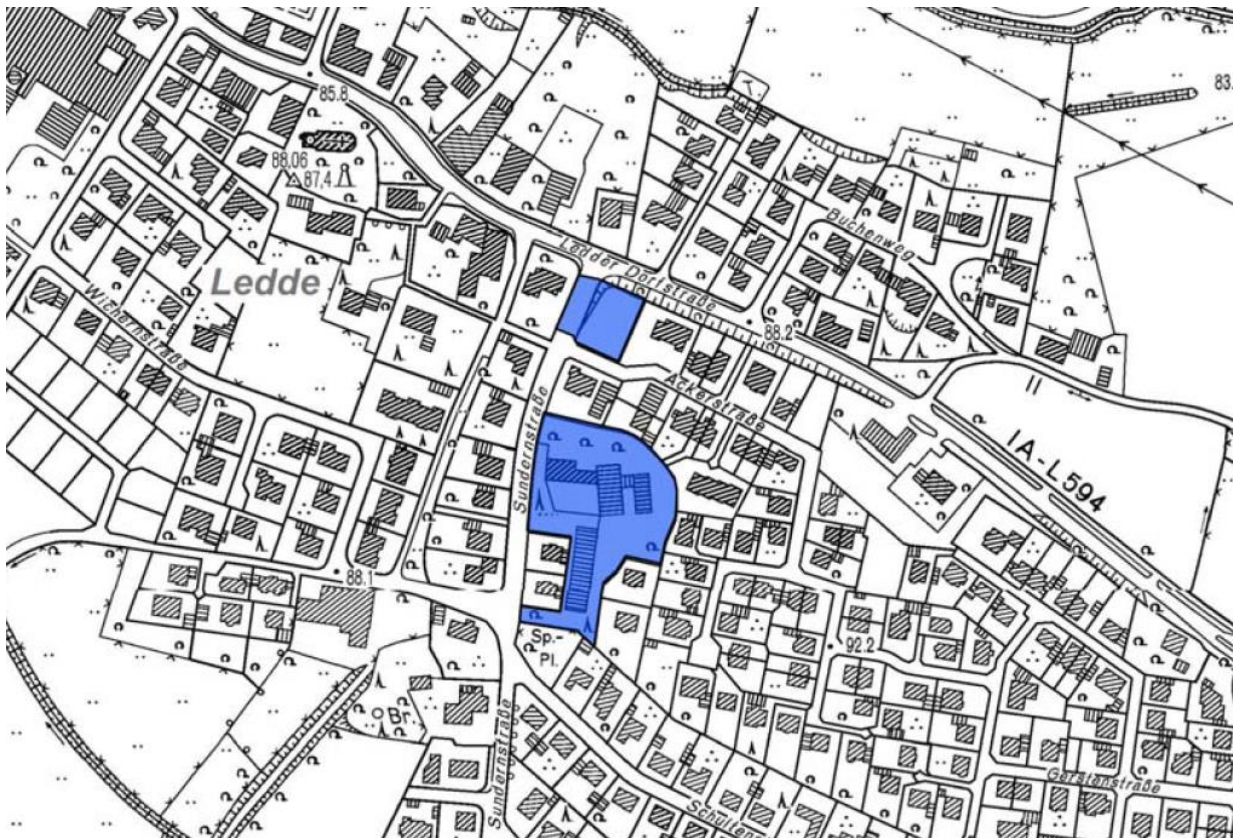 85.8
83.
88.06
87,4
Buchenweg
Ledder Dorfstraße
Ledde
Wichernstraße
88.2
II
Ackerstraße
IA-L594
Sundernstraße
88.1
92.2
Sp.-
Pl.
Br.
Sundernstraße
Gerstenstraße